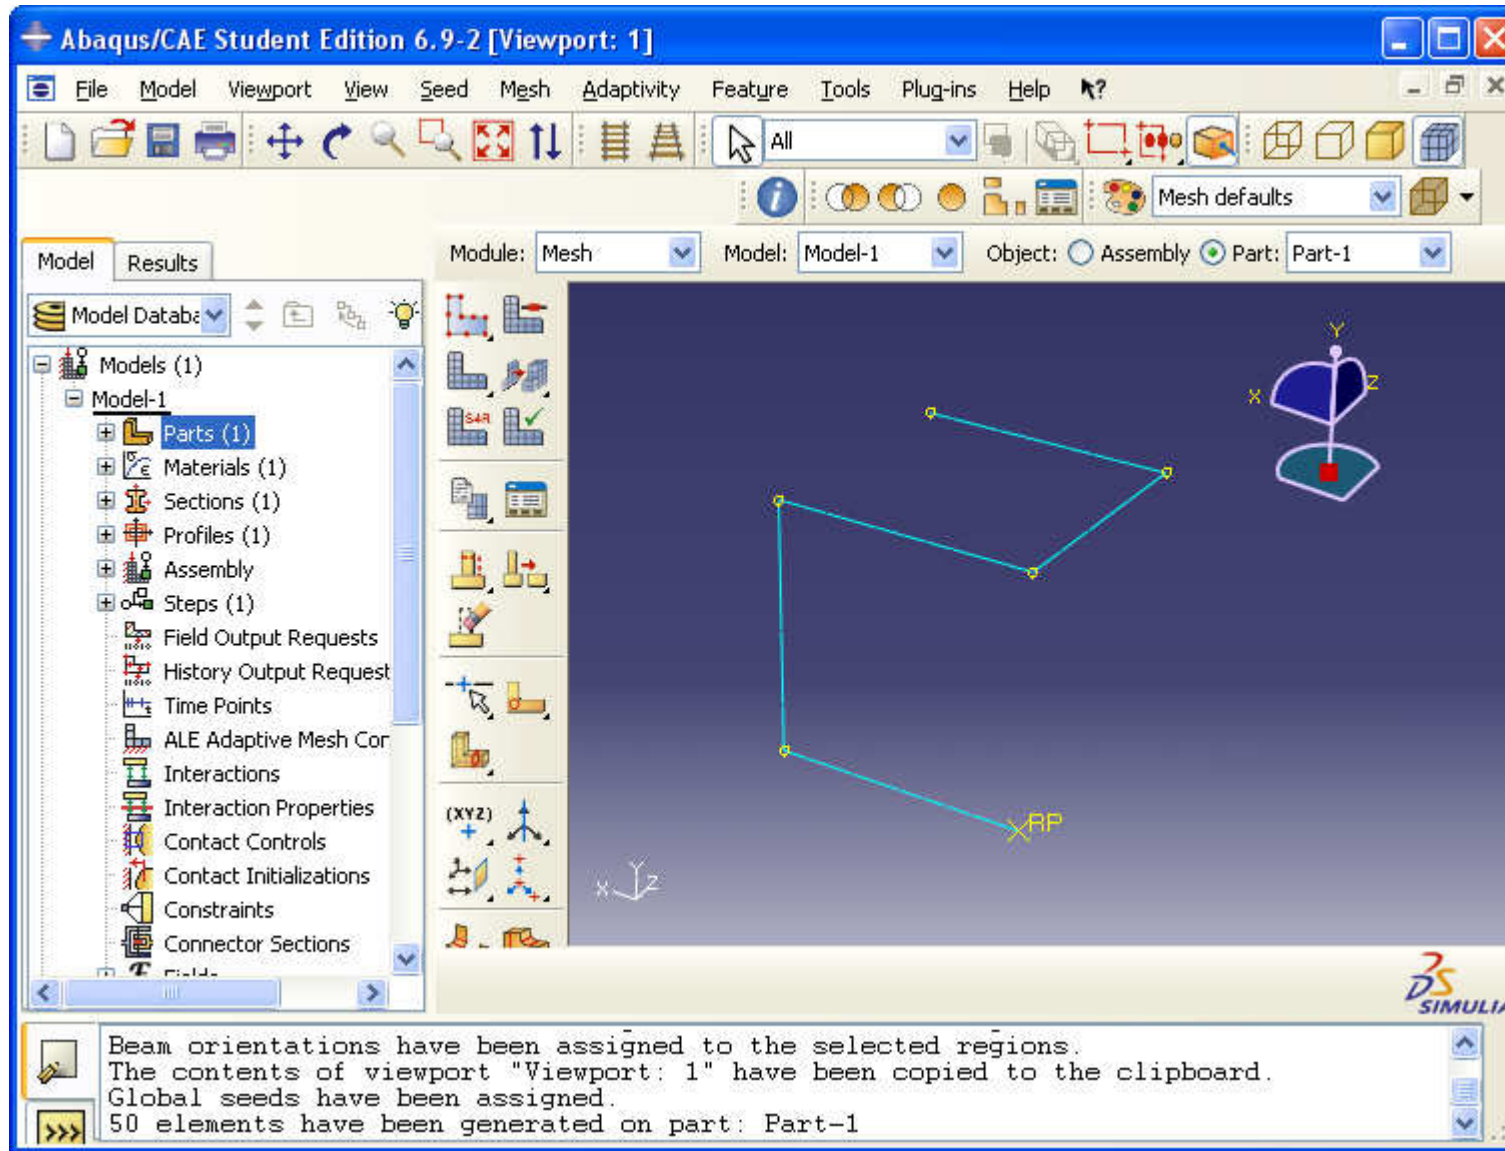 Abaqus/CAE Student Edition 6.9-2 [Viewport: 1]
File Model Viewport View Seed Mesh Adaptivity Feature Tools Plug-ins Help ?
All
i Mesh defaults
Model Results
Module: Mesh Model: Model-1 Object: Assembly Part: Part-1
Model Databa
Models (1)
Model-1
Parts (1)
Materials (1)
Sections (1)
Profiles (1)
Assembly
Steps (1)
Field Output Requests
History Output Request
Time Points
ALE Adaptive Mesh Cor
Interactions
Interaction Properties
Contact Controls
Contact Initializations
Constraints
Connector Sections
Fields
S4R
(XYZ)
Y
X Z
RP
Y
X Z
DS
SIMULIA
Beam orientations have been assigned to the selected regions.
The contents of viewport "Viewport: 1" have been copied to the clipboard.
Global seeds have been assigned.
50 elements have been generated on part: Part-1
>>>